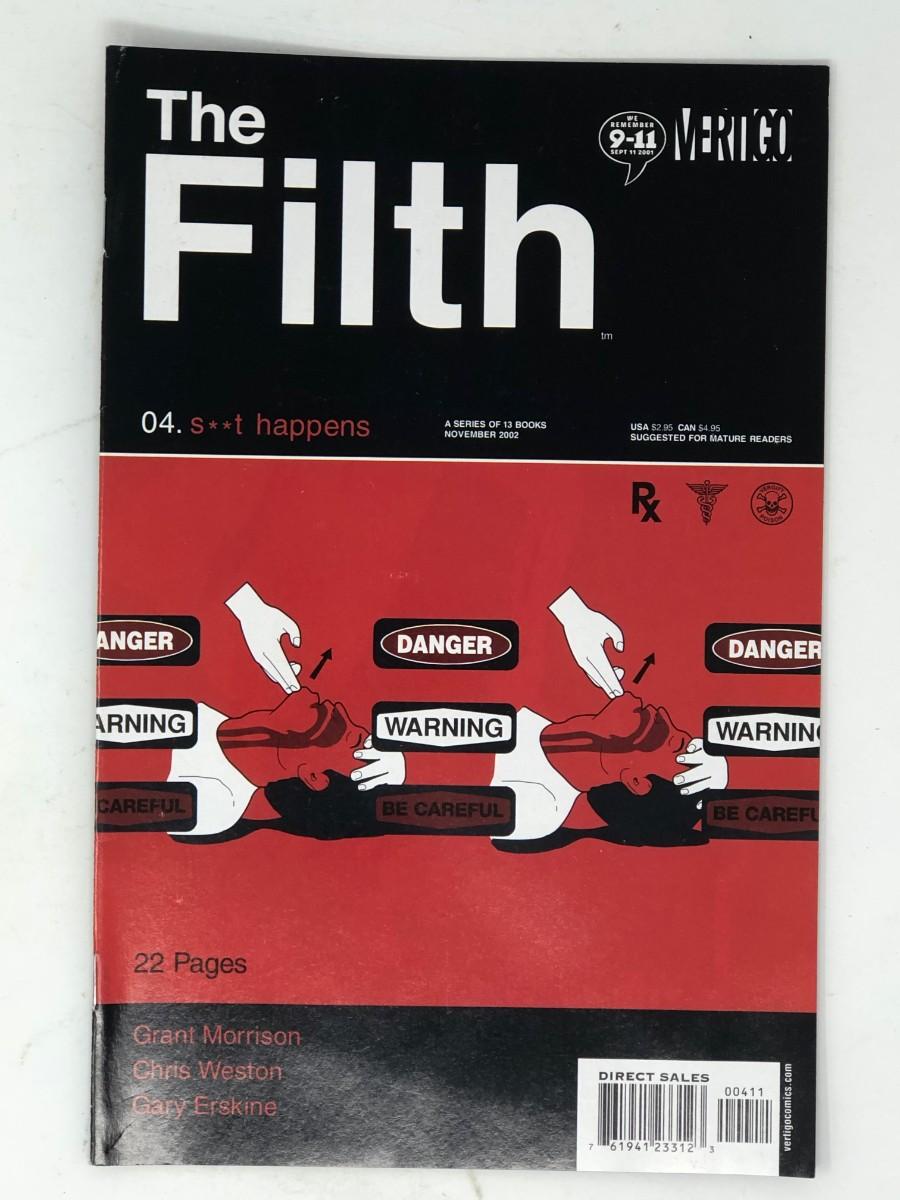 The
Filth
tm
WE
REMEMBER
9-11
SEPT 11 2001
VERTIGO
04. s**t happens
A SERIES OF 13 BOOKS
NOVEMBER 2002
USA $2.95 CAN $4.95
SUGGESTED FOR MATURE READERS
Rx
VERGIFT
POISON
ANGER
DANGER
DANGER
ARNING
WARNING
WARNIN
CAREFUL
BE CAREFUL
BE CAREFU
22 Pages
Grant Morrison
Chris Weston
Gary Erskine
DIRECT SALES
00411
7 61941 23312 3
vertigocomics.com